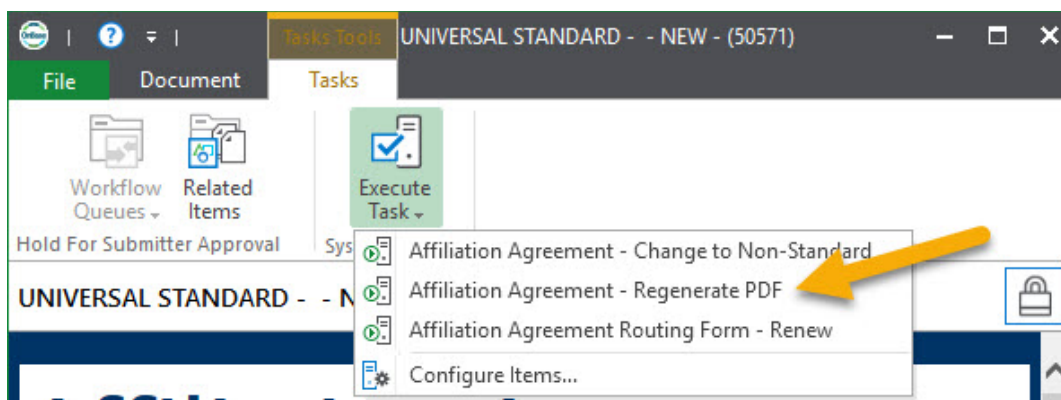 OnBase
Tasks Tools UNIVERSAL STANDARD - - NEW - (50571)
File Document Tasks
Workflow Queues
Related Items
Execute Task
Hold For Submitter Approval
Sys
Affiliation Agreement - Change to Non-Standard
Affiliation Agreement - Regenerate PDF
Affiliation Agreement Routing Form - Renew
Configure Items...
UNIVERSAL STANDARD - - N